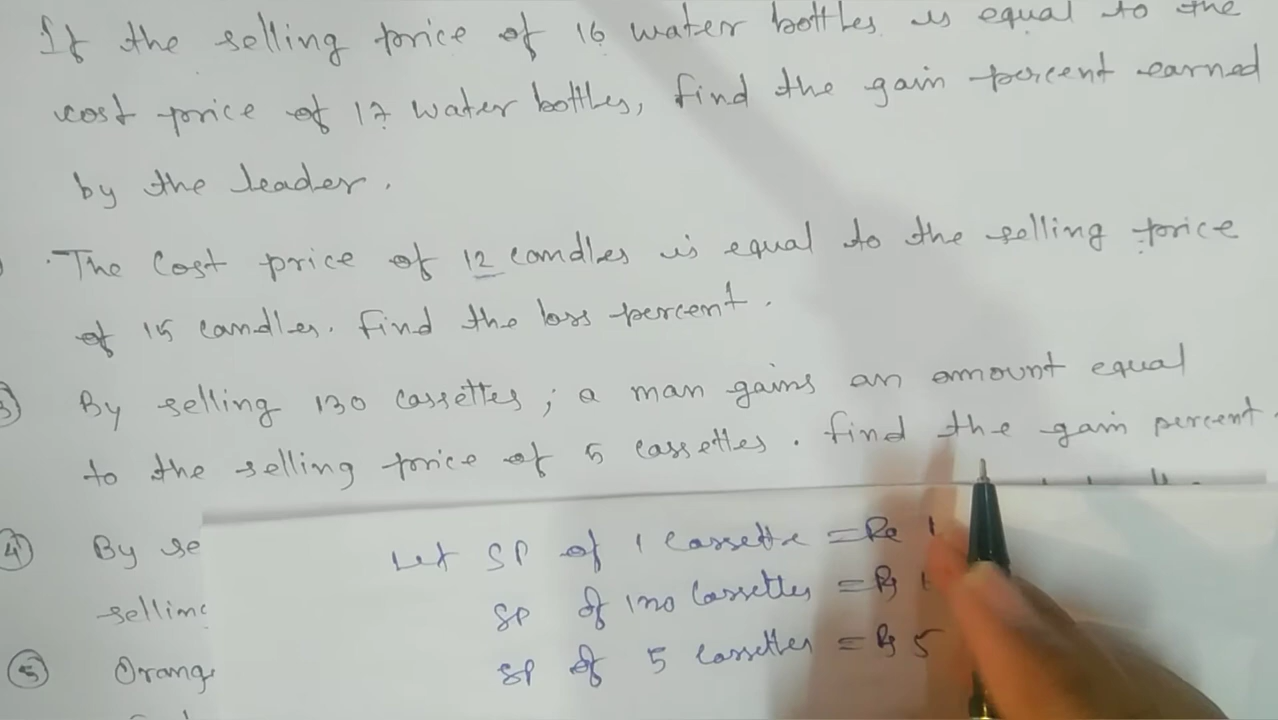 If the selling price of 16 water bottles is equal to the
cost price of 17 water bottles, find the gain percent earned
by the leader.
The Cost price of 12 candles is equal to the selling price
of 15 candles. find the loss percent.
3) By selling 130 cassettes, a man gains an amount equal
to the selling price of 5 cassettes. find the gain percent.
Let SP of 1 Cassette = Re 1
④ By se
SP of 130 Cassettes = Rs 1
selling
SP of 5 cassettes = Rs 5
⑤ Orang